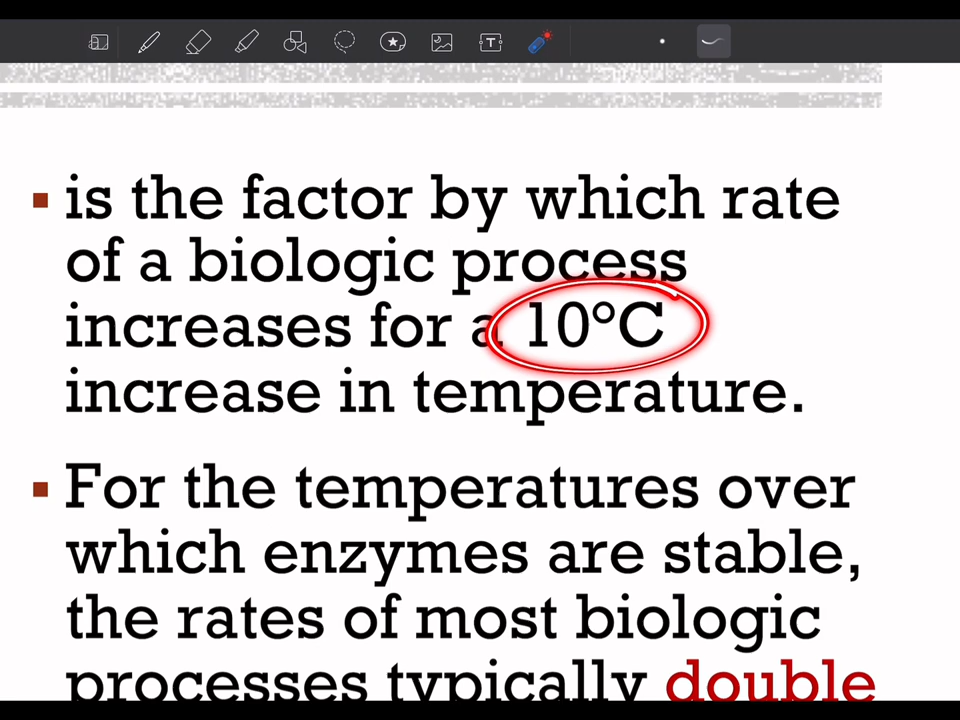 ▪ is the factor by which rate
of a biologic process
increases for a 10°C
increase in temperature.
▪ For the temperatures over
which enzymes are stable,
the rates of most biologic
processes typically double